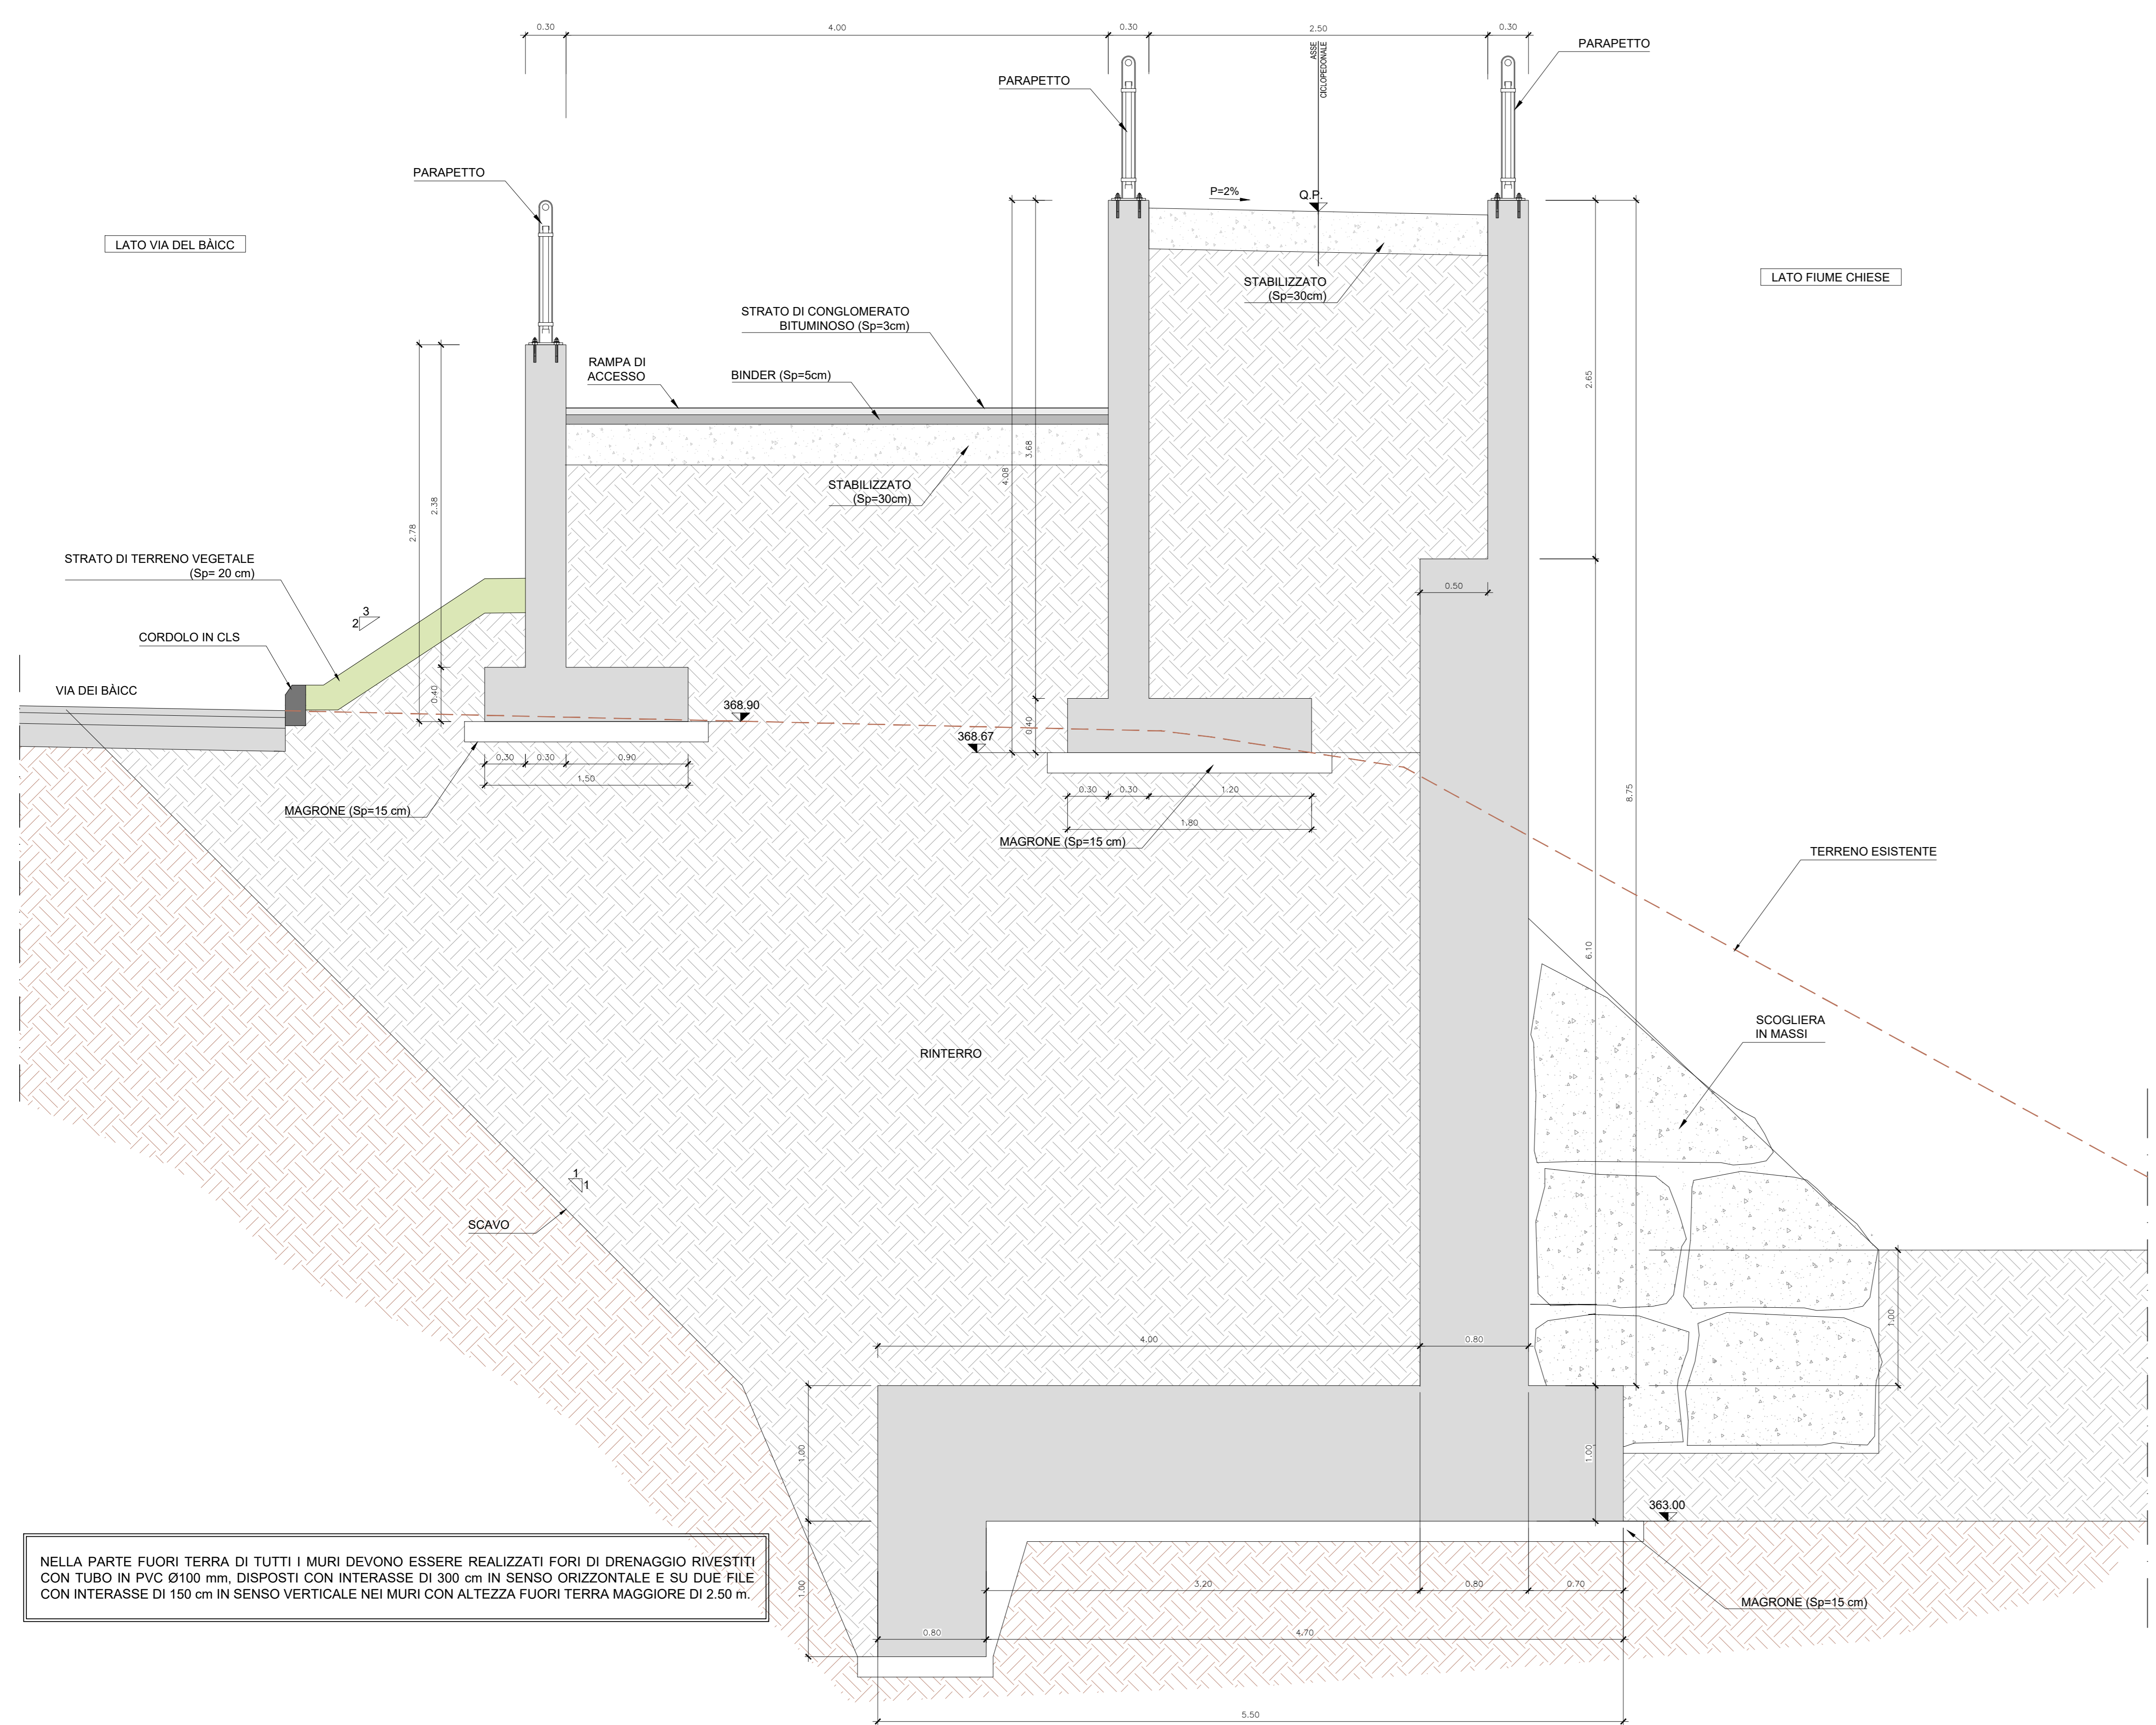 0.30
4.00
0.30
2.50
0.30
ASSE
CICLOPEDONALE
PARAPETTO
PARAPETTO
PARAPETTO
P=2%
Q.P.
LATO VIA DEL BÀICC
LATO FIUME CHIESE
STABILIZZATO
(Sp=30cm)
STRATO DI CONGLOMERATO
BITUMINOSO (Sp=3cm)
RAMPA DI
ACCESSO
BINDER (Sp=5cm)
2.65
3.68
4.08
STABILIZZATO
(Sp=30cm)
2.38
2.78
STRATO DI TERRENO VEGETALE
(Sp= 20 cm)
0.50
3
2
CORDOLO IN CLS
VIA DEI BÀICC
0.40
368.90
0.40
368.67
0.30
0.30
0.90
1.50
0.30
0.30
1.20
1.80
8.75
MAGRONE (Sp=15 cm)
MAGRONE (Sp=15 cm)
TERRENO ESISTENTE
6.10
SCOGLIERA
IN MASSI
RINTERRO
1
1
SCAVO
1.00
4.00
0.80
1.00
1.00
363.00
NELLA PARTE FUORI TERRA DI TUTTI I MURI DEVONO ESSERE REALIZZATI FORI DI DRENAGGIO RIVESTITI
CON TUBO IN PVC Ø100 mm, DISPOSTI CON INTERASSE DI 300 cm IN SENSO ORIZZONTALE E SU DUE FILE
CON INTERASSE DI 150 cm IN SENSO VERTICALE NEI MURI CON ALTEZZA FUORI TERRA MAGGIORE DI 2.50 m.
1.00
3.20
0.80
0.70
MAGRONE (Sp=15 cm)
0.80
4.70
5.50